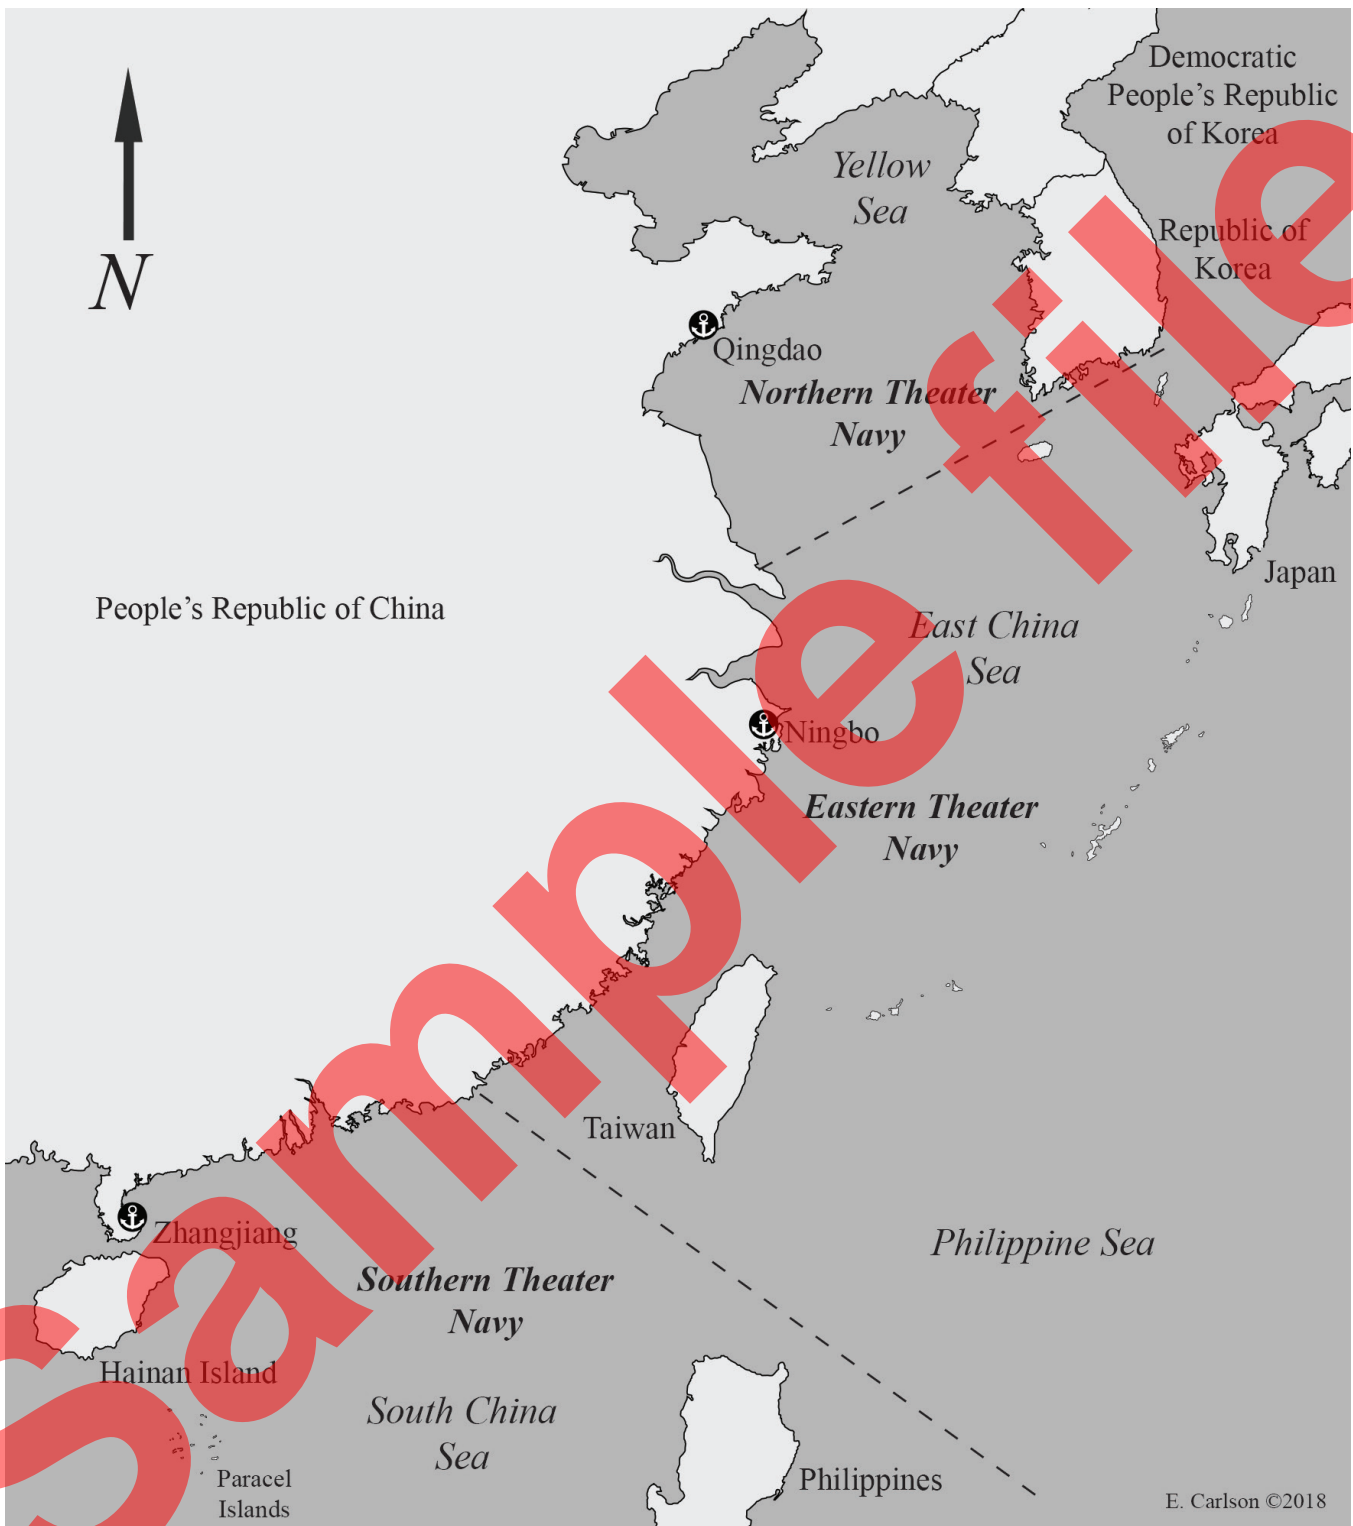 Democratic
People’s Republic
of Korea
Yellow
Sea
N
Republic of
Korea
Qingdao
Northern Theater
Navy
Japan
People’s Republic of China
East China
Sea
Ningbo
Eastern Theater
Navy
Taiwan
Zhangjiang
Philippine Sea
Southern Theater
Navy
Hainan Island
South China
Sea
Paracel
Islands
Philippines
E. Carlson ©2018
Sample file